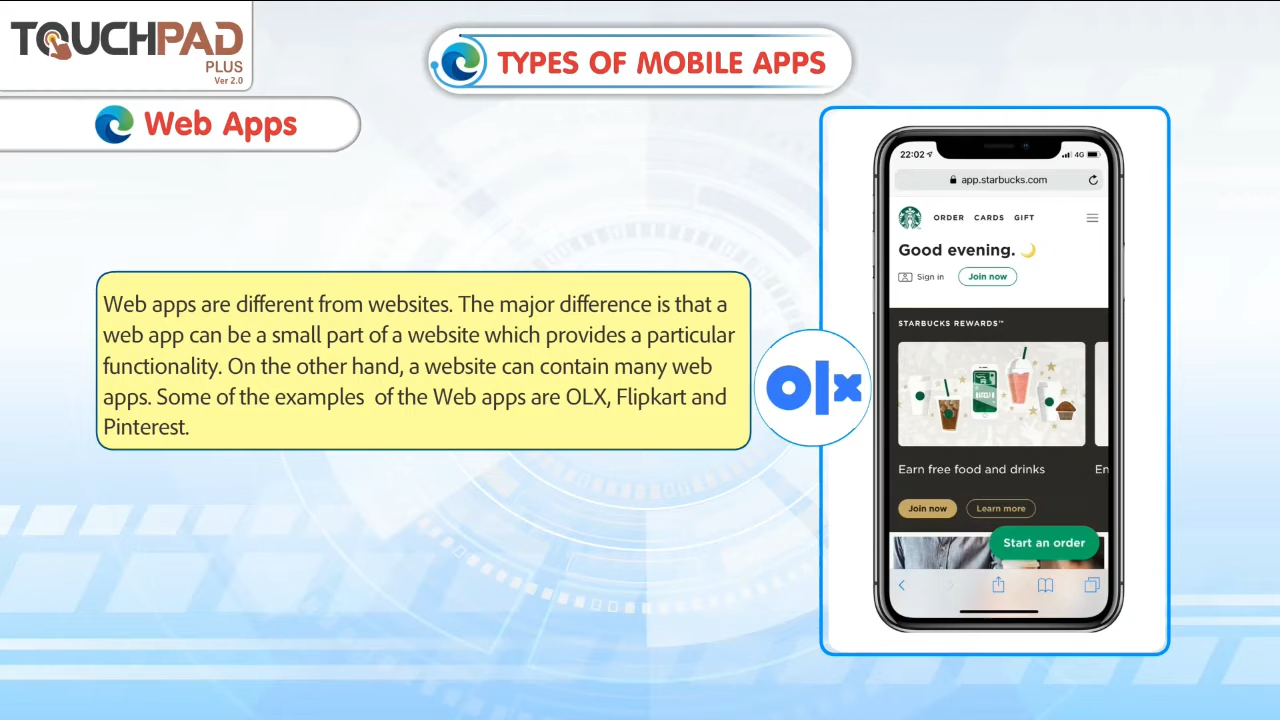 TOUCHPAD
PLUS
Ver 2.0
TYPES OF MOBILE APPS
Web Apps
Web apps are different from websites. The major difference is that a
web app can be a small part of a website which provides a particular
functionality. On the other hand, a website can contain many web
apps. Some of the examples of the Web apps are OLX, Flipkart and
Pinterest.
olx
22:02
4G
app.starbucks.com
ORDER CARDS GIFT
Good evening.
Sign in Join now
STARBUCKS REWARDS™
Earn free food and drinks En
Join now Learn more
Start an order